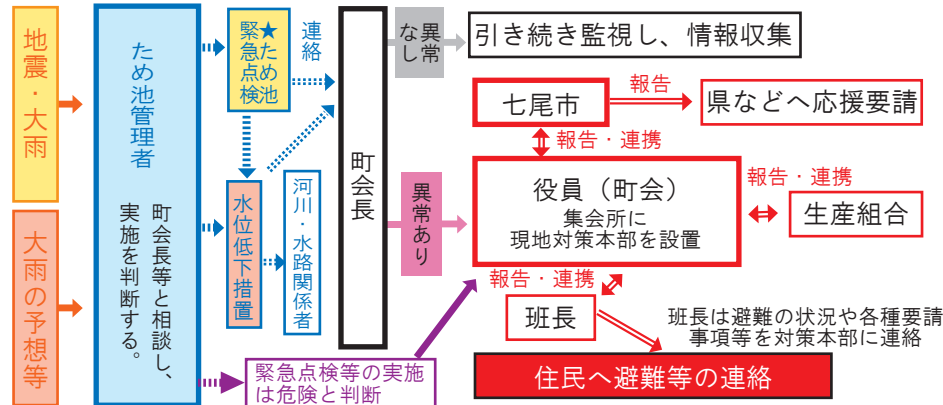 地震・大雨
大雨の予想等
ため池管理者
町会長等と相談し、
実施を判断する。
★ため池
緊急点検
連絡
水位低下措置
河川・水路関係者
緊急点検等の実施
は危険と判断
町会長
異常
なし
引き続き監視し、情報収集
異常あり
七尾市
報告
県などへ応援要請
報告・連携
役員（町会）
集会所に
現地対策本部を設置
報告・連携
生産組合
報告・連携
班長
班長は避難の状況や各種要請
事項等を対策本部に連絡
住民へ避難等の連絡